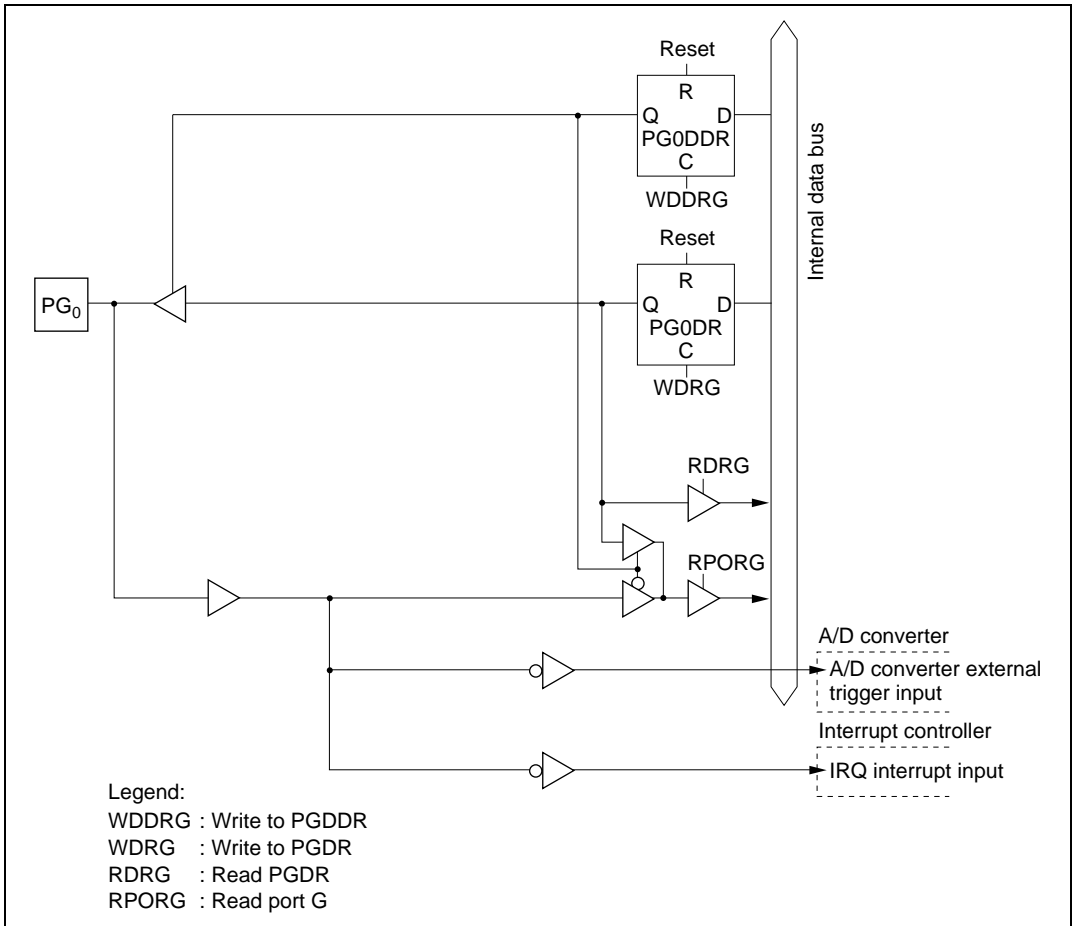 Reset
R
Q D
PG0DDR
C
WDDRG
Internal data bus
Reset
R
PG0
Q D
PG0DR
C
WDRG
RDRG
RPORG
A/D converter
A/D converter external
trigger input
Interrupt controller
IRQ interrupt input
Legend:
WDDRG : Write to PGDDR
WDRG : Write to PGDR
RDRG : Read PGDR
RPORG : Read port G